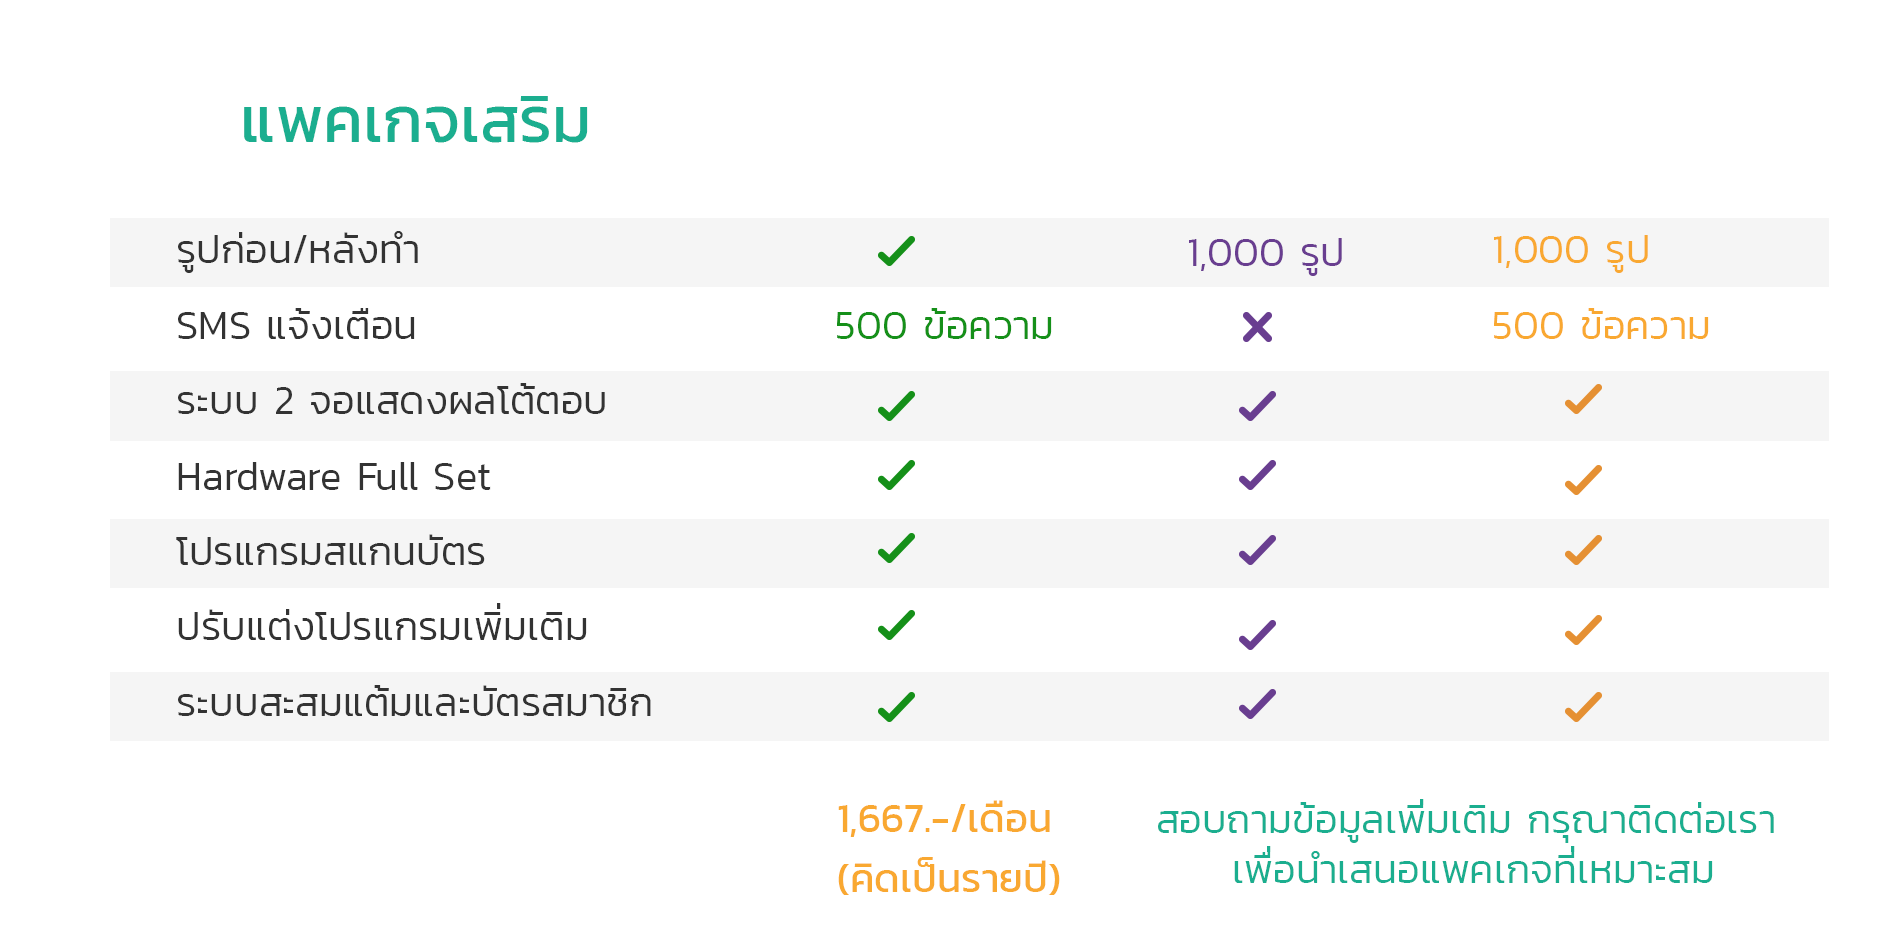 แพคเกจเสริม
รูปก่อน/หลังทำ 1,000 รูป 1,000 รูป
SMS แจ้งเตือน 500 ข้อความ 500 ข้อความ
ระบบ 2 จอแสดงผลโต้ตอบ
Hardware Full Set
โปรแกรมสแกนบัตร
ปรับแต่งโปรแกรมเพิ่มเติม
ระบบสะสมแต้มและบัตรสมาชิก
1,667.-/เดือน
(คิดเป็นรายปี)
สอบถามข้อมูลเพี่มเติม กรุณาติดต่อเรา
เพื่อนำเสนอแพคเกจที่เหมาะสม